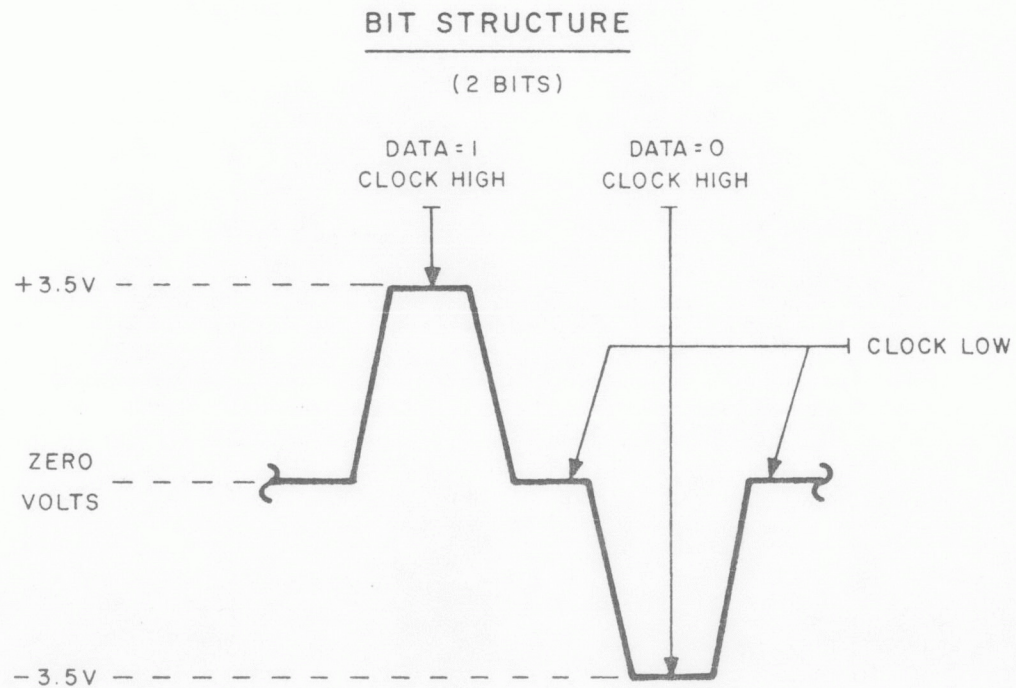 BIT STRUCTURE
(2 BITS)
DATA=1
CLOCK HIGH
DATA=0
CLOCK HIGH
+3.5V
CLOCK LOW
ZERO
VOLTS
-3.5V